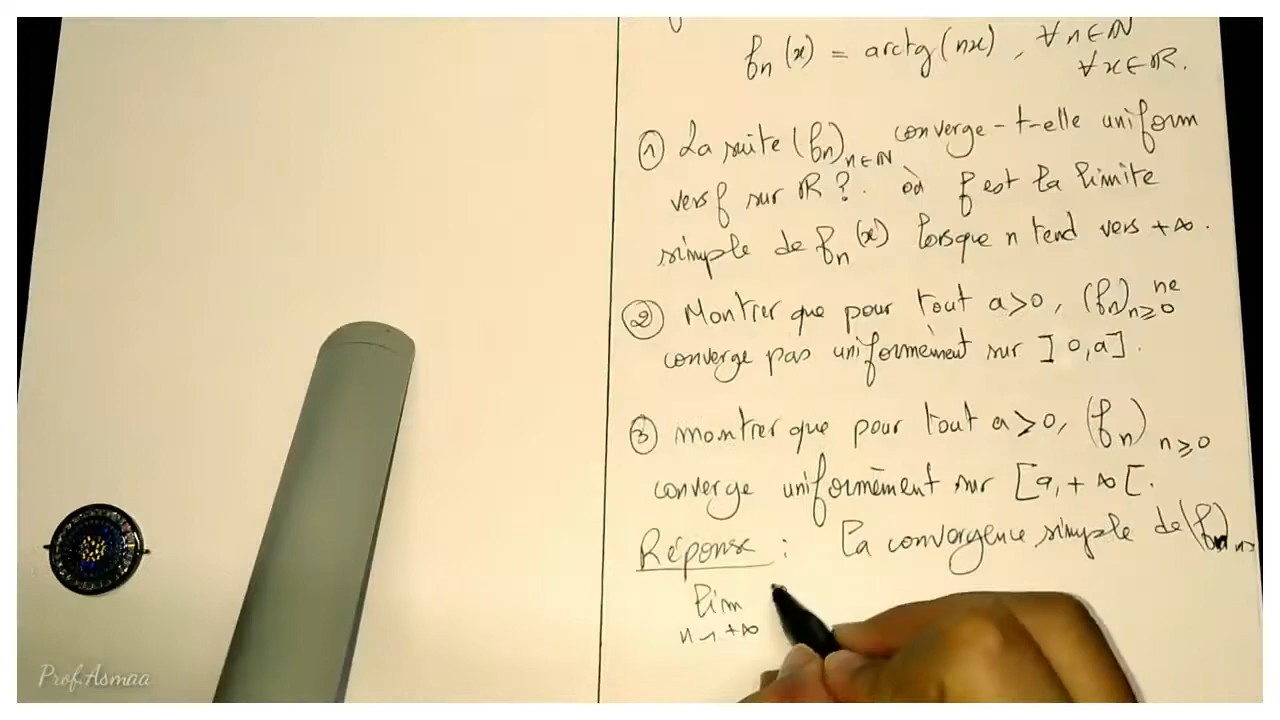 fn(x) = arctg(nx), ∀n∈ℕ
∀x∈ℝ.
① La suite (fn)n∈ℕ converge-t-elle uniform
vers f sur ℝ ? où f est la limite
simple de fn(x) lorsque n tend vers +∞.
② Montrer que pour tout a>0, (fn)n≥0 ne
converge pas uniformèment sur ]0,a].
③ montrer que pour tout a>0, (fn) n≥0
converge uniformèment sur [a,+∞[.
Réponse : la convergence simple de (fn)n
lim
n→+∞
Prof.Asmaa